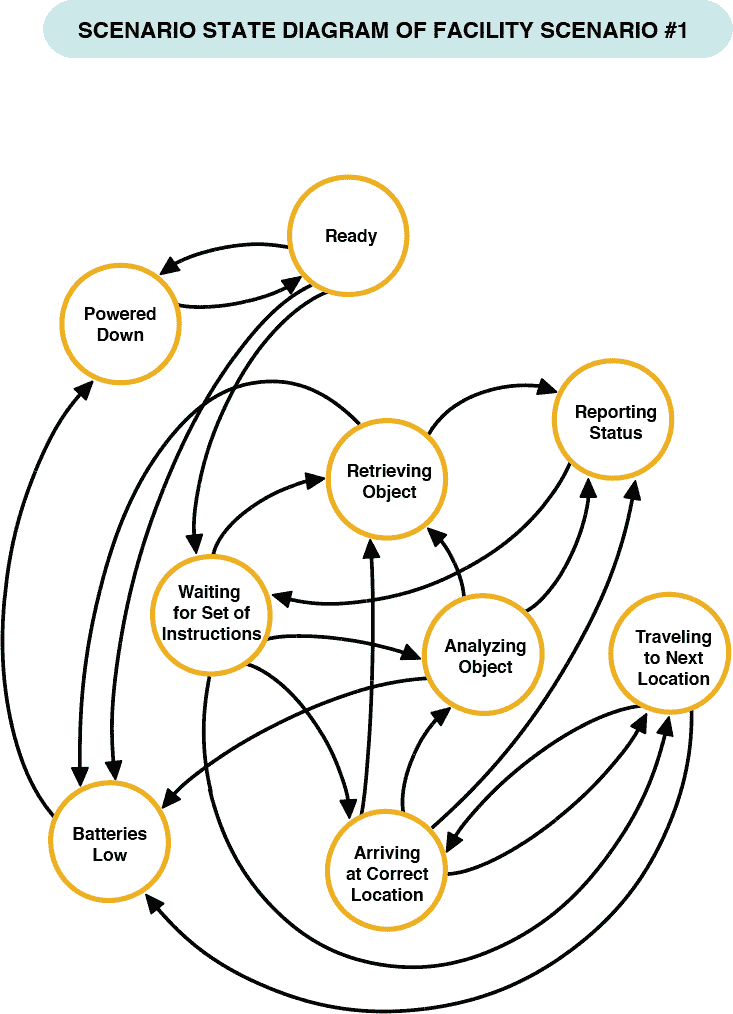 SCENARIO STATE DIAGRAM OF FACILITY SCENARIO #1
Ready
Powered
Down
Reporting
Status
Retrieving
Object
Waiting
for Set of
Instructions
Analyzing
Object
Traveling
to Next
Location
Batteries
Low
Arriving
at Correct
Location